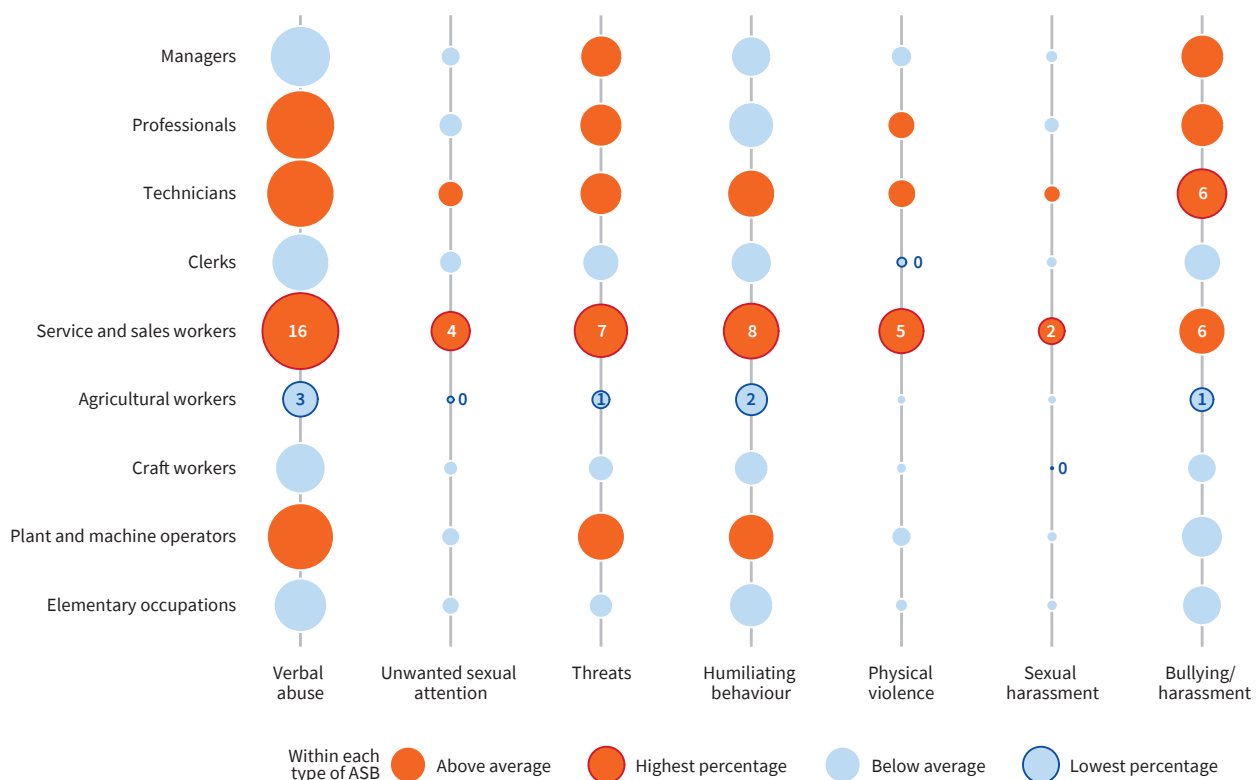 Managers
Professionals
Technicians
6
Clerks
0
Service and sales workers
16
4
7
8
5
2
6
Agricultural workers
3
0
1
2
1
Craft workers
0
Plant and machine operators
Elementary occupations
Verbal
abuse
Unwanted sexual
attention
Threats
Humiliating
behaviour
Physical
violence
Sexual
harassment
Bullying/
harassment
Within each
type of ASB
Above average
Highest percentage
Below average
Lowest percentage